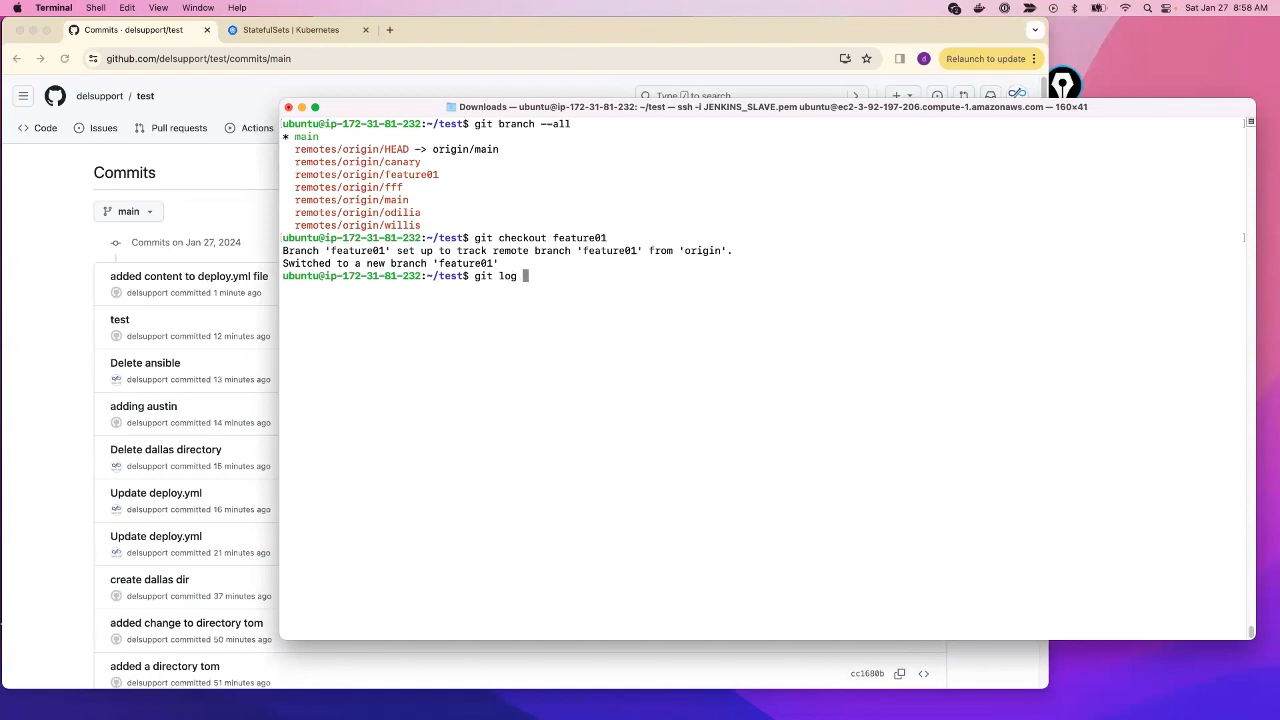 Terminal Shell Edit View Window Help Sat Jan 27 8:58 AM
Commits · delsupport/test StatefulSets | Kubernetes
github.com/delsupport/test/commits/main Relaunch to update
delsupport / test Type / to search
Code Issues Pull requests Actions
Downloads — ubuntu@ip-172-31-81-232: ~/test — ssh -i JENKINS_SLAVE.pem ubuntu@ec2-3-92-197-206.compute-1.amazonaws.com — 160×41
ubuntu@ip-172-31-81-232:~/test$ git branch --all
* main
remotes/origin/HEAD -> origin/main
remotes/origin/canary
remotes/origin/feature01
remotes/origin/fff
remotes/origin/main
remotes/origin/odilia
remotes/origin/willis
ubuntu@ip-172-31-81-232:~/test$ git checkout feature01
Branch 'feature01' set up to track remote branch 'feature01' from 'origin'.
Switched to a new branch 'feature01'
ubuntu@ip-172-31-81-232:~/test$ git log
Commits
main
Commits on Jan 27, 2024
added content to deploy.yml file
delsupport committed 1 minute ago
test
delsupport committed 12 minutes ago
Delete ansible
delsupport committed 13 minutes ago
adding austin
delsupport committed 14 minutes ago
Delete dallas directory
delsupport committed 15 minutes ago
Update deploy.yml
delsupport committed 16 minutes ago
Update deploy.yml
delsupport committed 21 minutes ago
create dallas dir
delsupport committed 37 minutes ago
added change to directory tom
delsupport committed 50 minutes ago
added a directory tom
delsupport committed 51 minutes ago
cc1680b